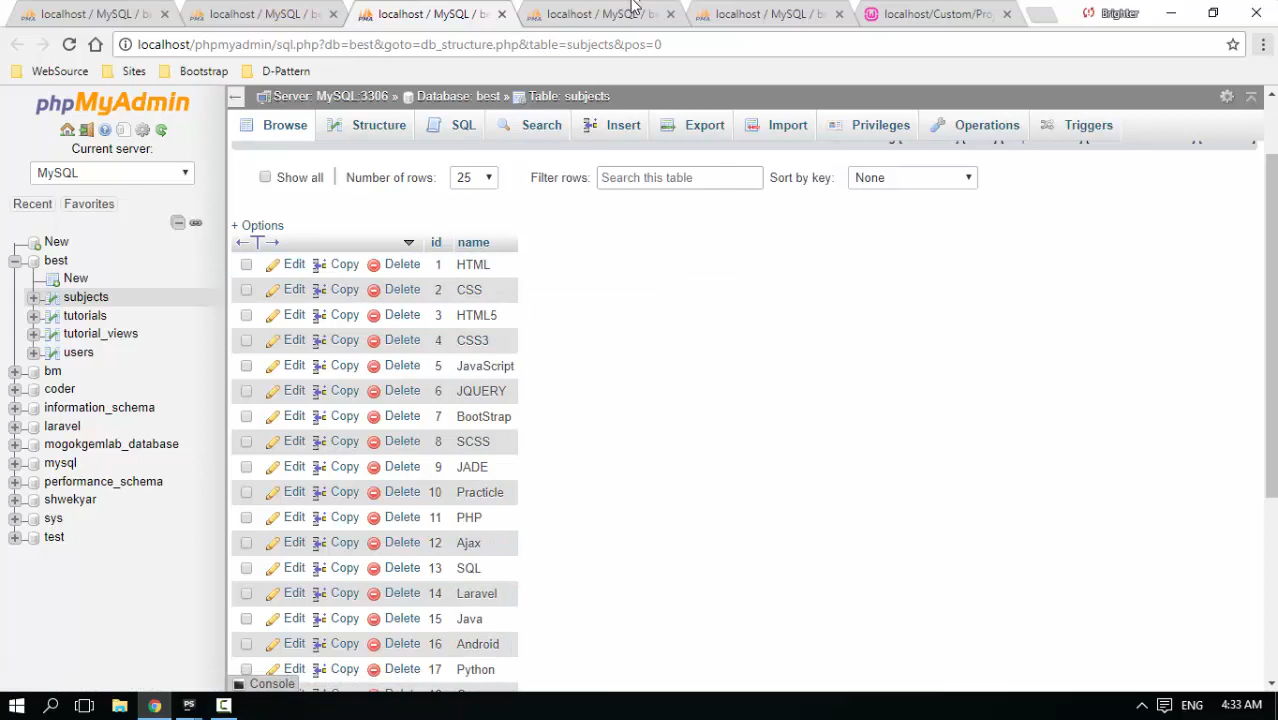 localhost / MySQL / be
localhost / MySQL / be
localhost / MySQL / be
localhost / MySQL / be
localhost / MySQL / be
localhost/Custom/Pro
Brighter
localhost/phpmyadmin/sql.php?db=best&goto=db_structure.php&table=subjects&pos=0
WebSource Sites Bootstrap D-Pattern
phpMyAdmin
Current server:
MySQL
Recent Favorites
New
best
New
subjects
tutorials
tutorial_views
users
bm
coder
information_schema
laravel
mogokgemlab_database
mysql
performance_schema
shwekyar
sys
test
Server: MySQL:3306 » Database: best » Table: subjects
Browse Structure SQL Search Insert Export Import Privileges Operations Triggers
Show all Number of rows: 25 Filter rows: Search this table Sort by key: None
+ Options
id name
Edit Copy Delete 1 HTML
Edit Copy Delete 2 CSS
Edit Copy Delete 3 HTML5
Edit Copy Delete 4 CSS3
Edit Copy Delete 5 JavaScript
Edit Copy Delete 6 JQUERY
Edit Copy Delete 7 BootStrap
Edit Copy Delete 8 SCSS
Edit Copy Delete 9 JADE
Edit Copy Delete 10 Practicle
Edit Copy Delete 11 PHP
Edit Copy Delete 12 Ajax
Edit Copy Delete 13 SQL
Edit Copy Delete 14 Laravel
Edit Copy Delete 15 Java
Edit Copy Delete 16 Android
Edit Copy Delete 17 Python
Console
ENG 4:33 AM